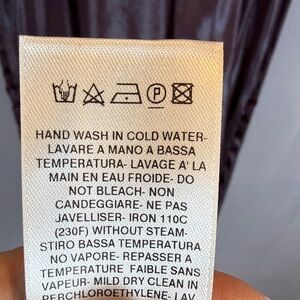 P
HAND WASH IN COLD WATER-
LAVARE A MANO A BASSA
TEMPERATURA- LAVAGE A' LA
MAIN EN EAU FROIDE- DO
NOT BLEACH- NON
CANDEGGIARE- NE PAS
JAVELLISER- IRON 110C
(230F) WITHOUT STEAM-
STIRO BASSA TEMPERATURA
NO VAPORE- REPASSER A
TEMPERATURE FAIBLE SANS
VAPEUR- MILD DRY CLEAN IN
PERCHLOROETHYLENE- LAV